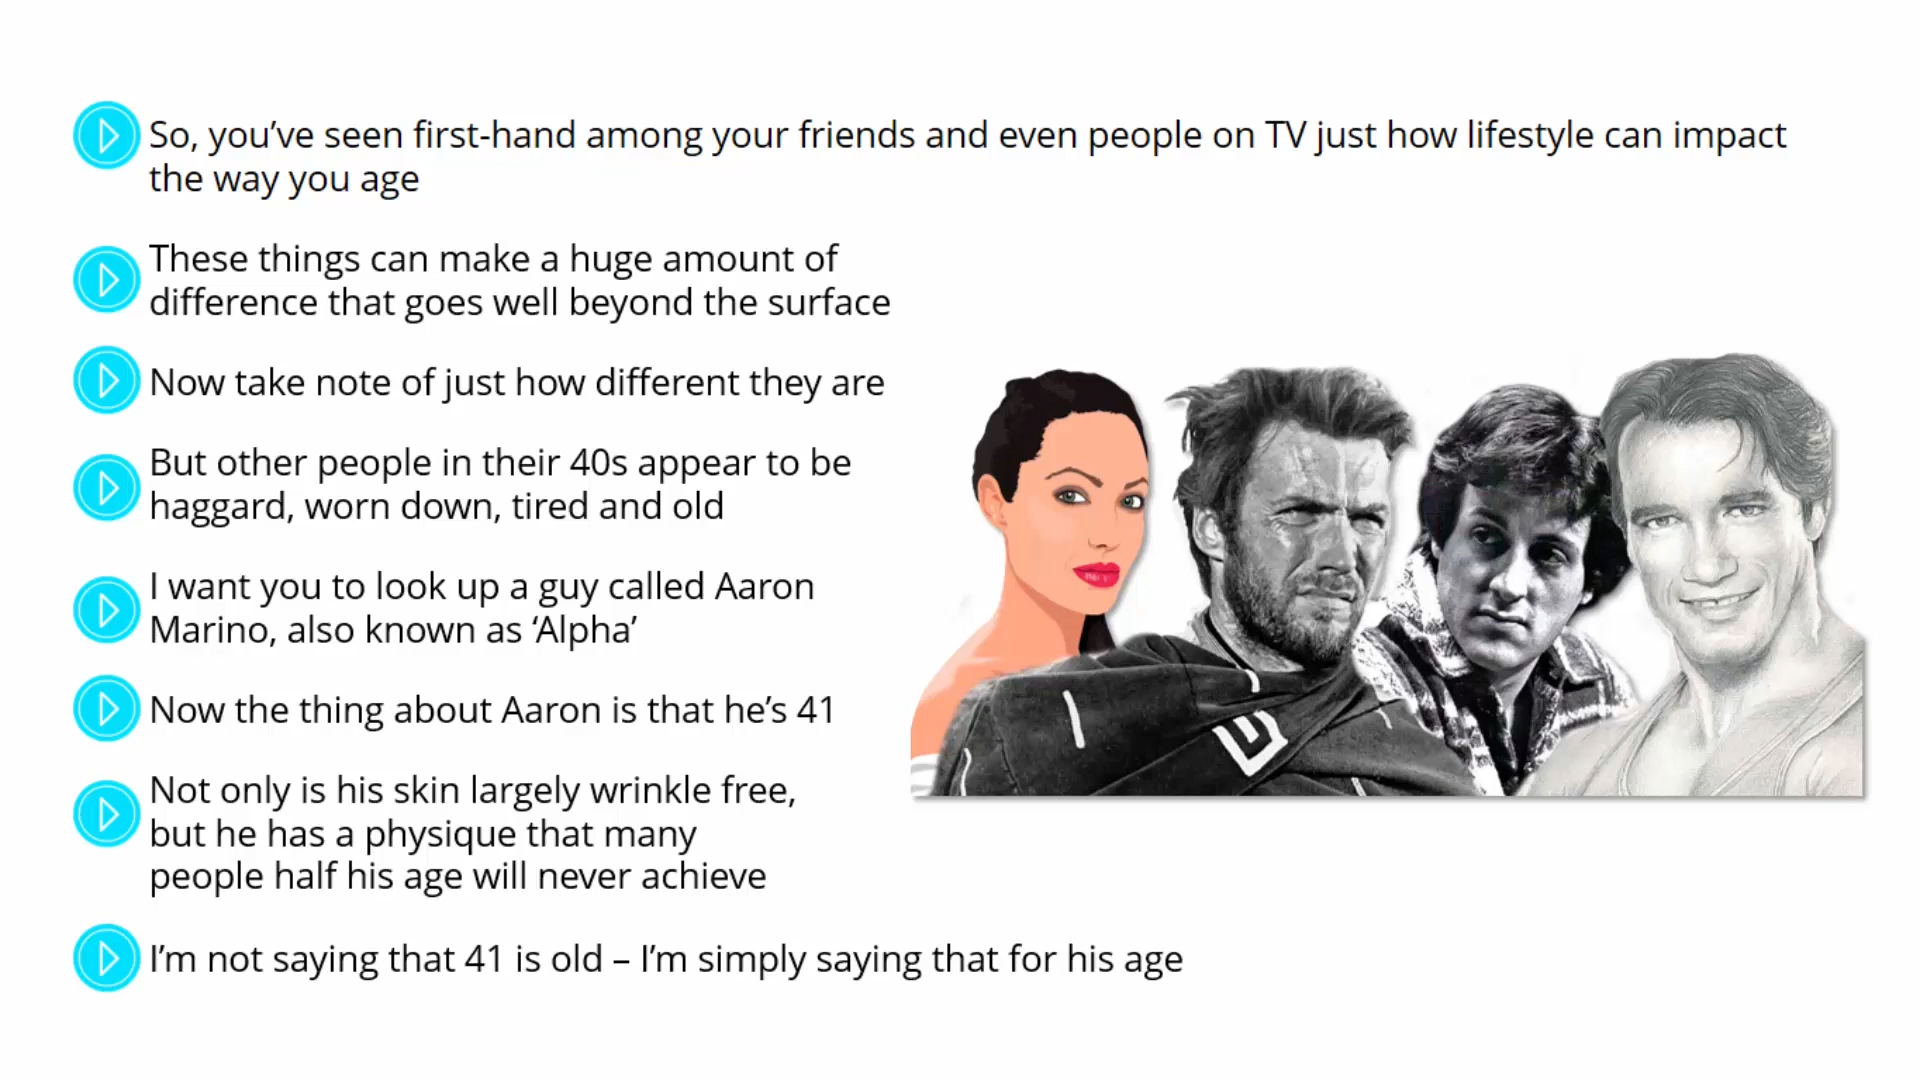 So, you’ve seen first-hand among your friends and even people on TV just how lifestyle can impact
the way you age
These things can make a huge amount of
difference that goes well beyond the surface
Now take note of just how different they are
But other people in their 40s appear to be
haggard, worn down, tired and old
I want you to look up a guy called Aaron
Marino, also known as ‘Alpha’
Now the thing about Aaron is that he’s 41
Not only is his skin largely wrinkle free,
but he has a physique that many
people half his age will never achieve
I’m not saying that 41 is old – I’m simply saying that for his age